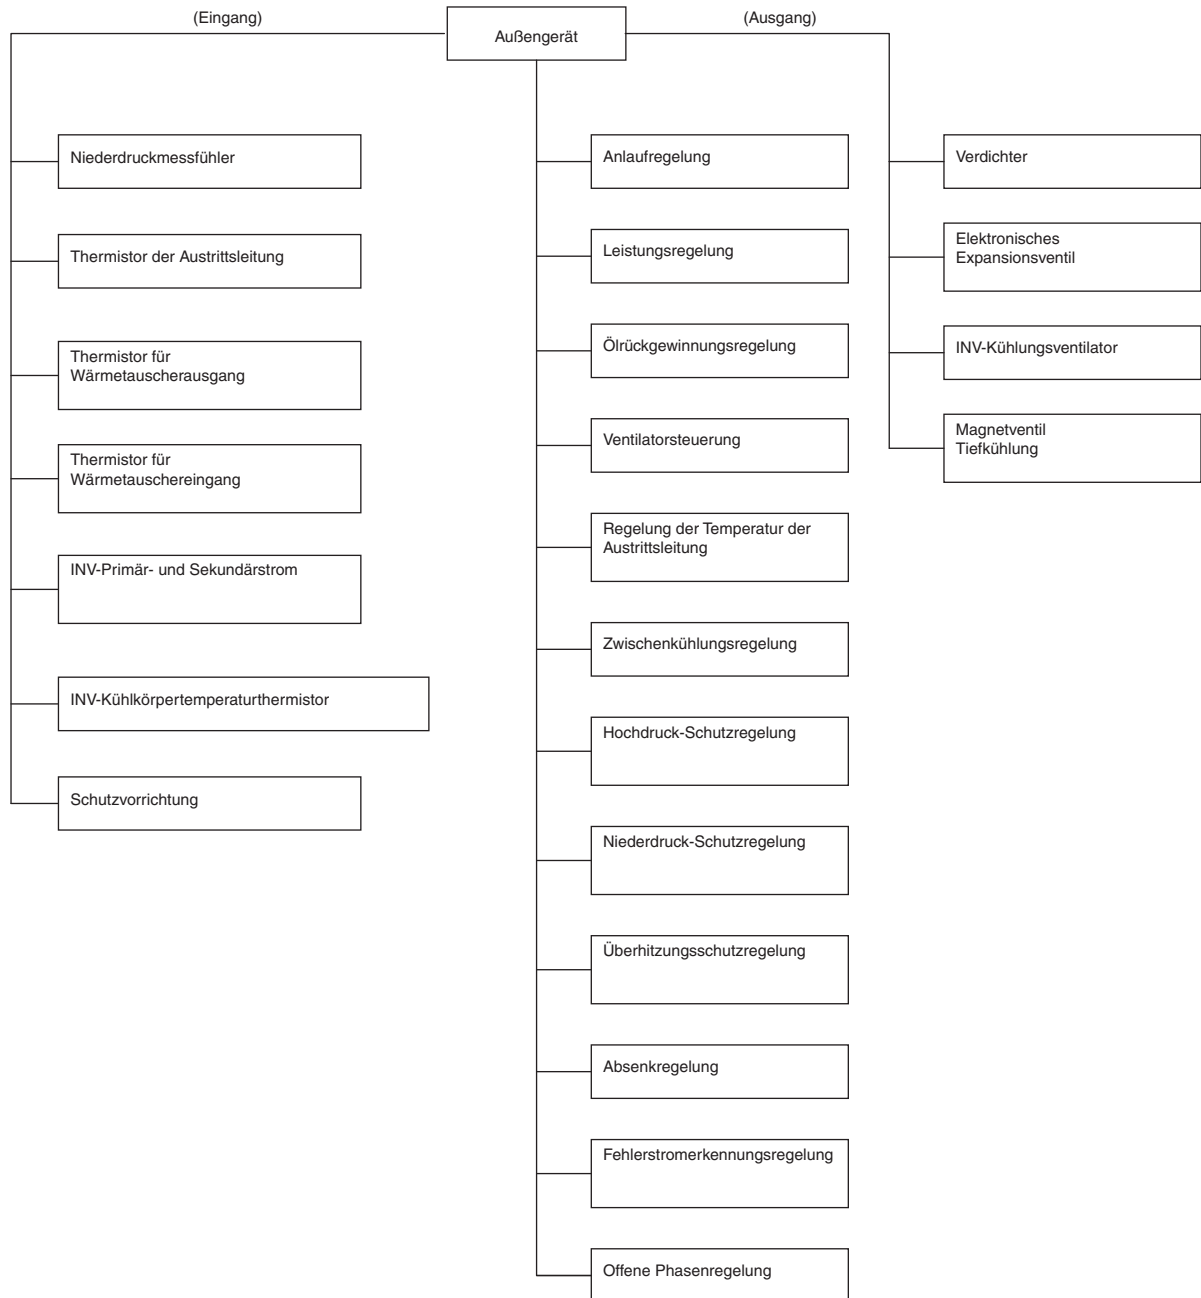 (Eingang)
Außengerät
(Ausgang)
Niederdruckmessfühler
Thermistor der Austrittsleitung
Thermistor für
Wärmetauscherausgang
Thermistor für
Wärmetauschereingang
INV-Primär- und Sekundärstrom
INV-Kühlkörpertemperaturthermistor
Schutzvorrichtung
Anlaufregelung
Leistungsregelung
Ölrückgewinnungsregelung
Ventilatorsteuerung
Regelung der Temperatur der
Austrittsleitung
Zwischenkühlungsregelung
Hochdruck-Schutzregelung
Niederdruck-Schutzregelung
Überhitzungsschutzregelung
Absenkregelung
Fehlerstromerkennungsregelung
Offene Phasenregelung
Verdichter
Elektronisches
Expansionsventil
INV-Kühlungsventilator
Magnetventil
Tiefkühlung